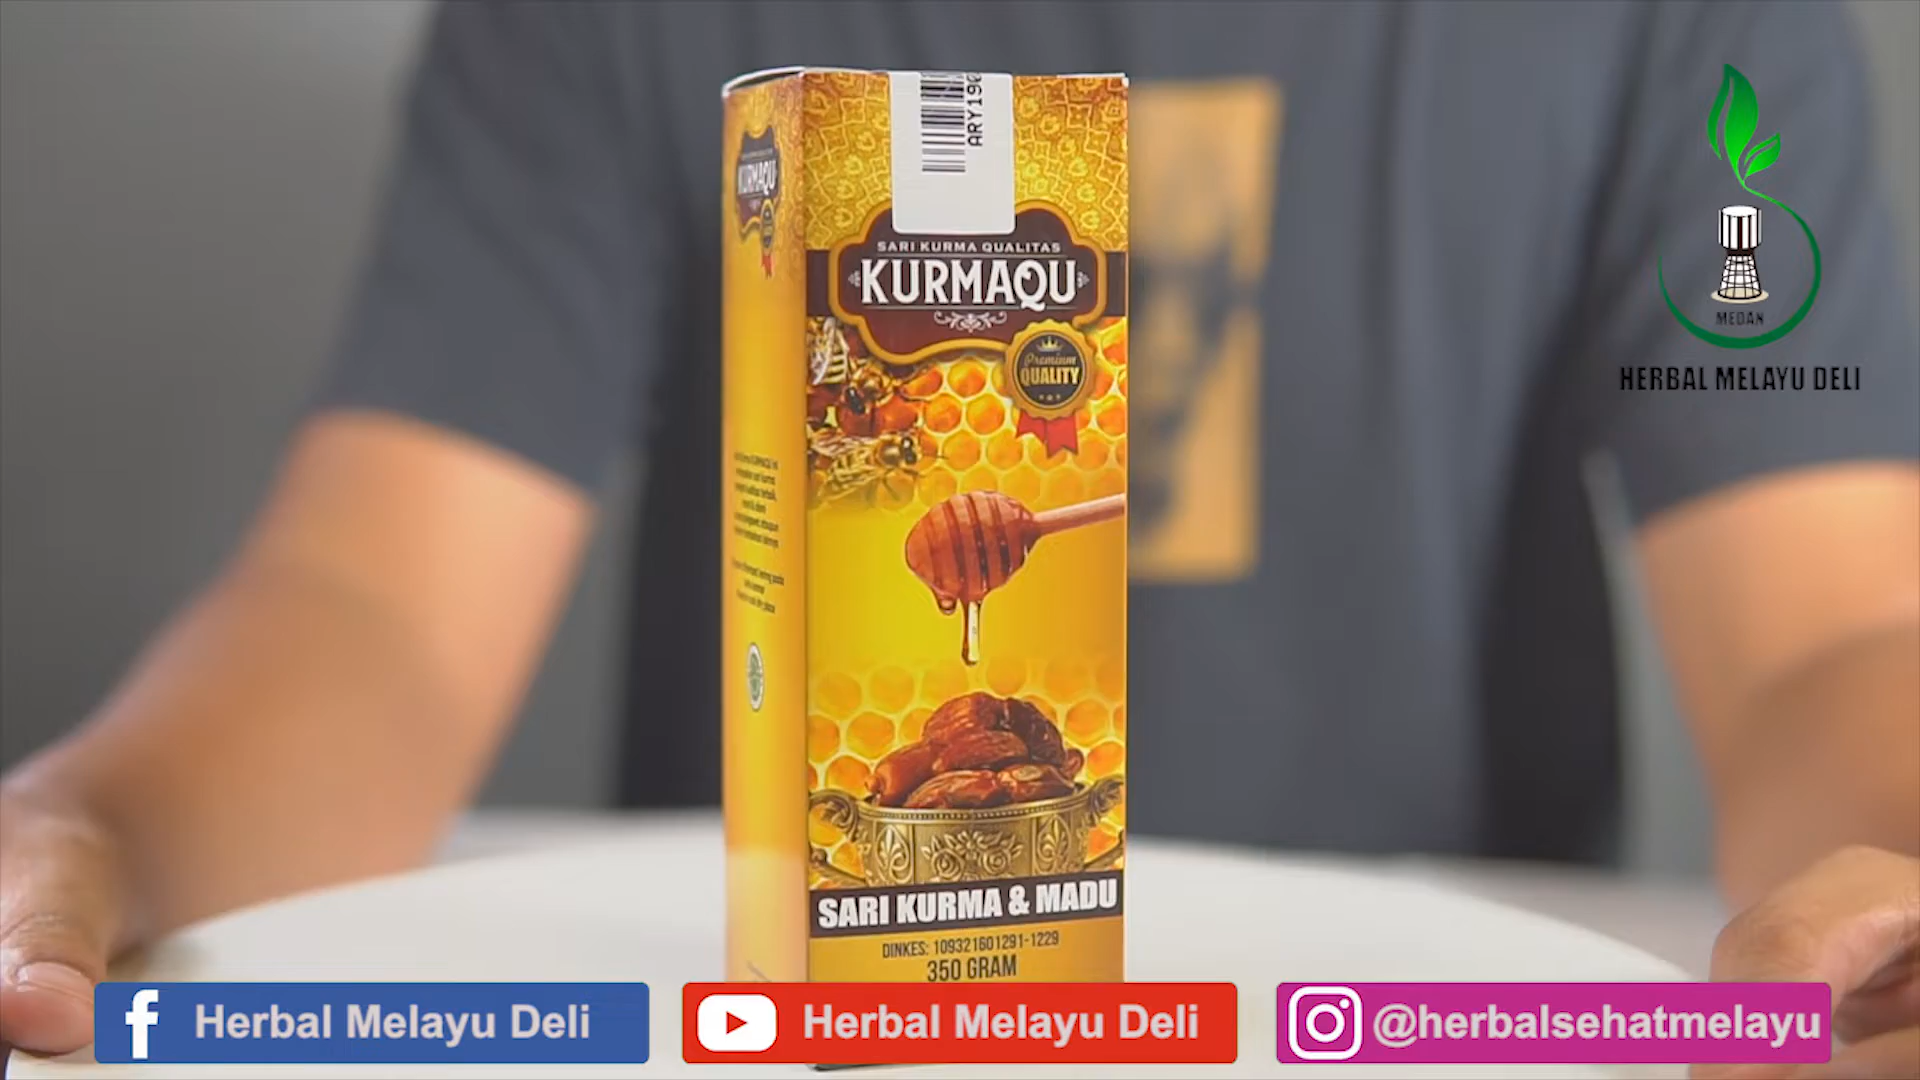 ARY190
SARI KURMA QUALITAS
KURMAQU
Premium
QUALITY
KURMAQU
SARI KURMA & MADU
DINKES: 109321601291-1229
350 GRAM
MEDAN
HERBAL MELAYU DELI
Herbal Melayu Deli
Herbal Melayu Deli
@herbalsehatmelayu